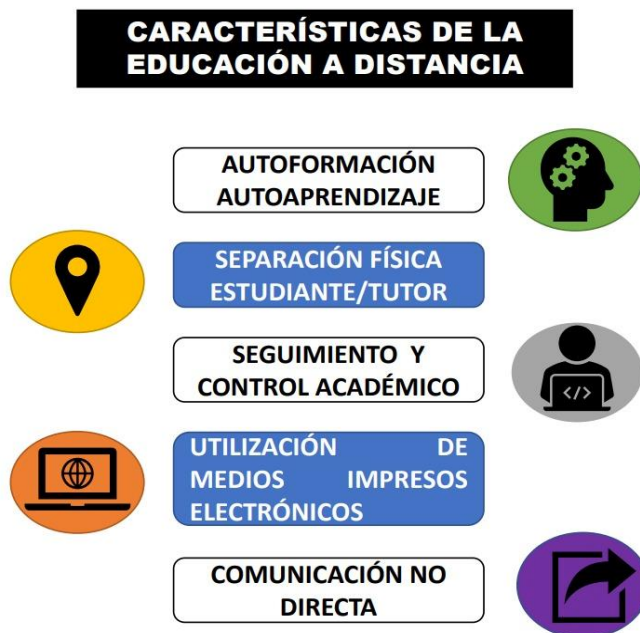 CARACTERÍSTICAS DE LA
EDUCACIÓN A DISTANCIA
AUTOFORMACIÓN
AUTOAPRENDIZAJE
SEPARACIÓN FÍSICA
ESTUDIANTE/TUTOR
SEGUIMIENTO Y
CONTROL ACADÉMICO
</>
UTILIZACIÓN DE
MEDIOS IMPRESOS
ELECTRÓNICOS
COMUNICACIÓN NO
DIRECTA